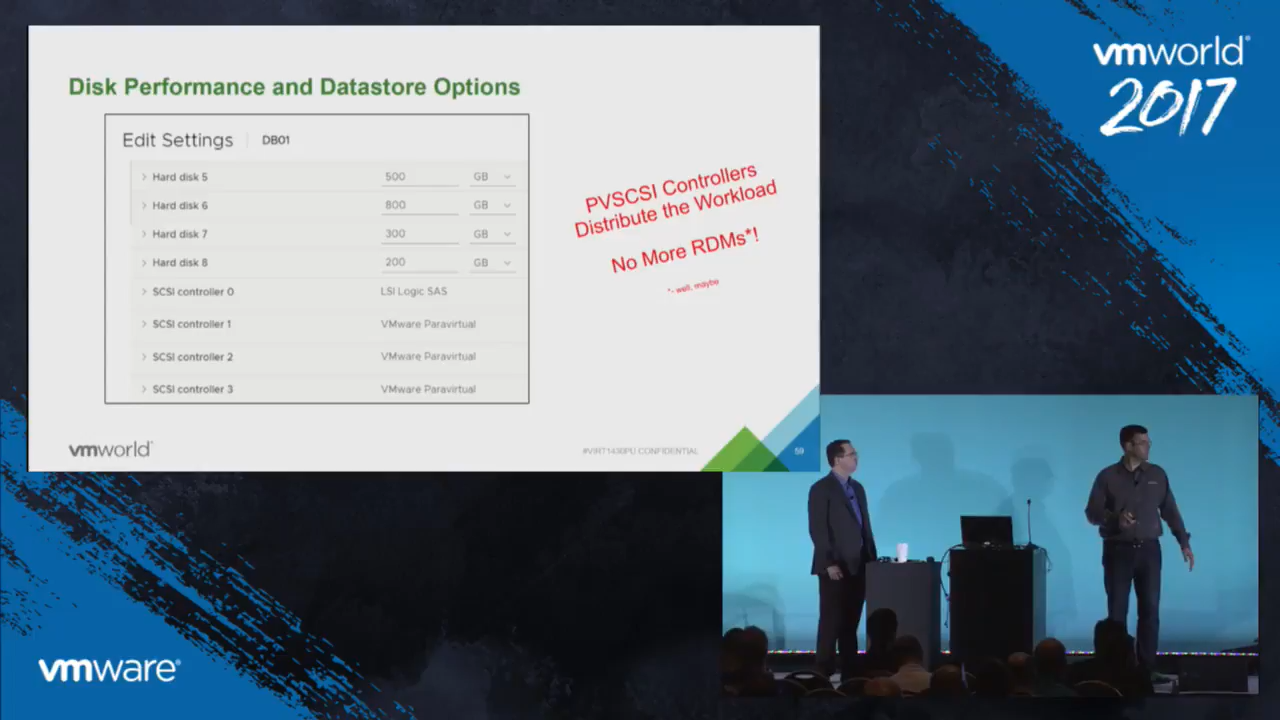 Disk Performance and Datastore Options
Edit Settings DB01
Hard disk 5 500 GB
Hard disk 6 800 GB
Hard disk 7 300 GB
Hard disk 8 200 GB
SCSI controller 0 LSI Logic SAS
SCSI controller 1 VMware Paravirtual
SCSI controller 2 VMware Paravirtual
SCSI controller 3 VMware Paravirtual
PVSCSI Controllers
Distribute the Workload
No More RDMs*!
*- well, maybe
vmworld®
#VIRT1430PU CONFIDENTIAL
59
vmworld®
2017
vmware®